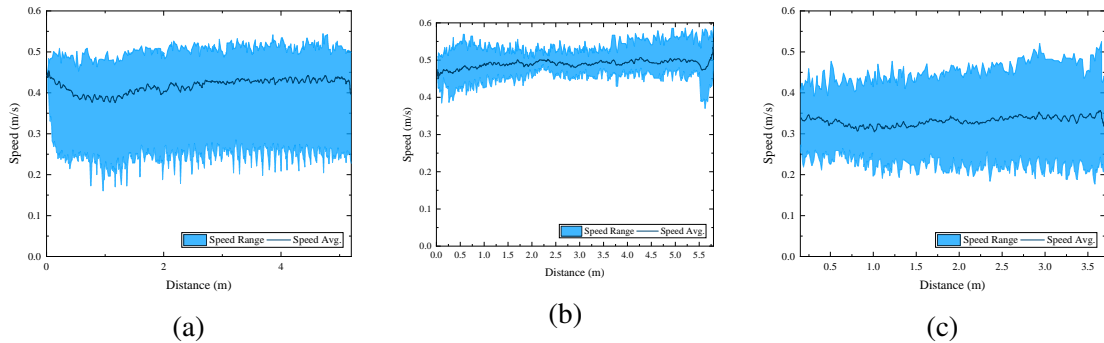 0.6
0.5
0.4
0.3
0.2
0.1
0.0
Speed (m/s)
0 2 4
Distance (m)
Speed Range Speed Avg.
(a)
0.6
0.5
0.4
0.3
0.2
0.1
0.0
Speed (m/s)
0.0 0.5 1.0 1.5 2.0 2.5 3.0 3.5 4.0 4.5 5.0 5.5
Distance (m)
Speed Range Speed Avg.
(b)
0.6
0.5
0.4
0.3
0.2
0.1
0.0
Speed (m/s)
0.5 1.0 1.5 2.0 2.5 3.0 3.5
Distance (m)
Speed Range Speed Avg.
(c)